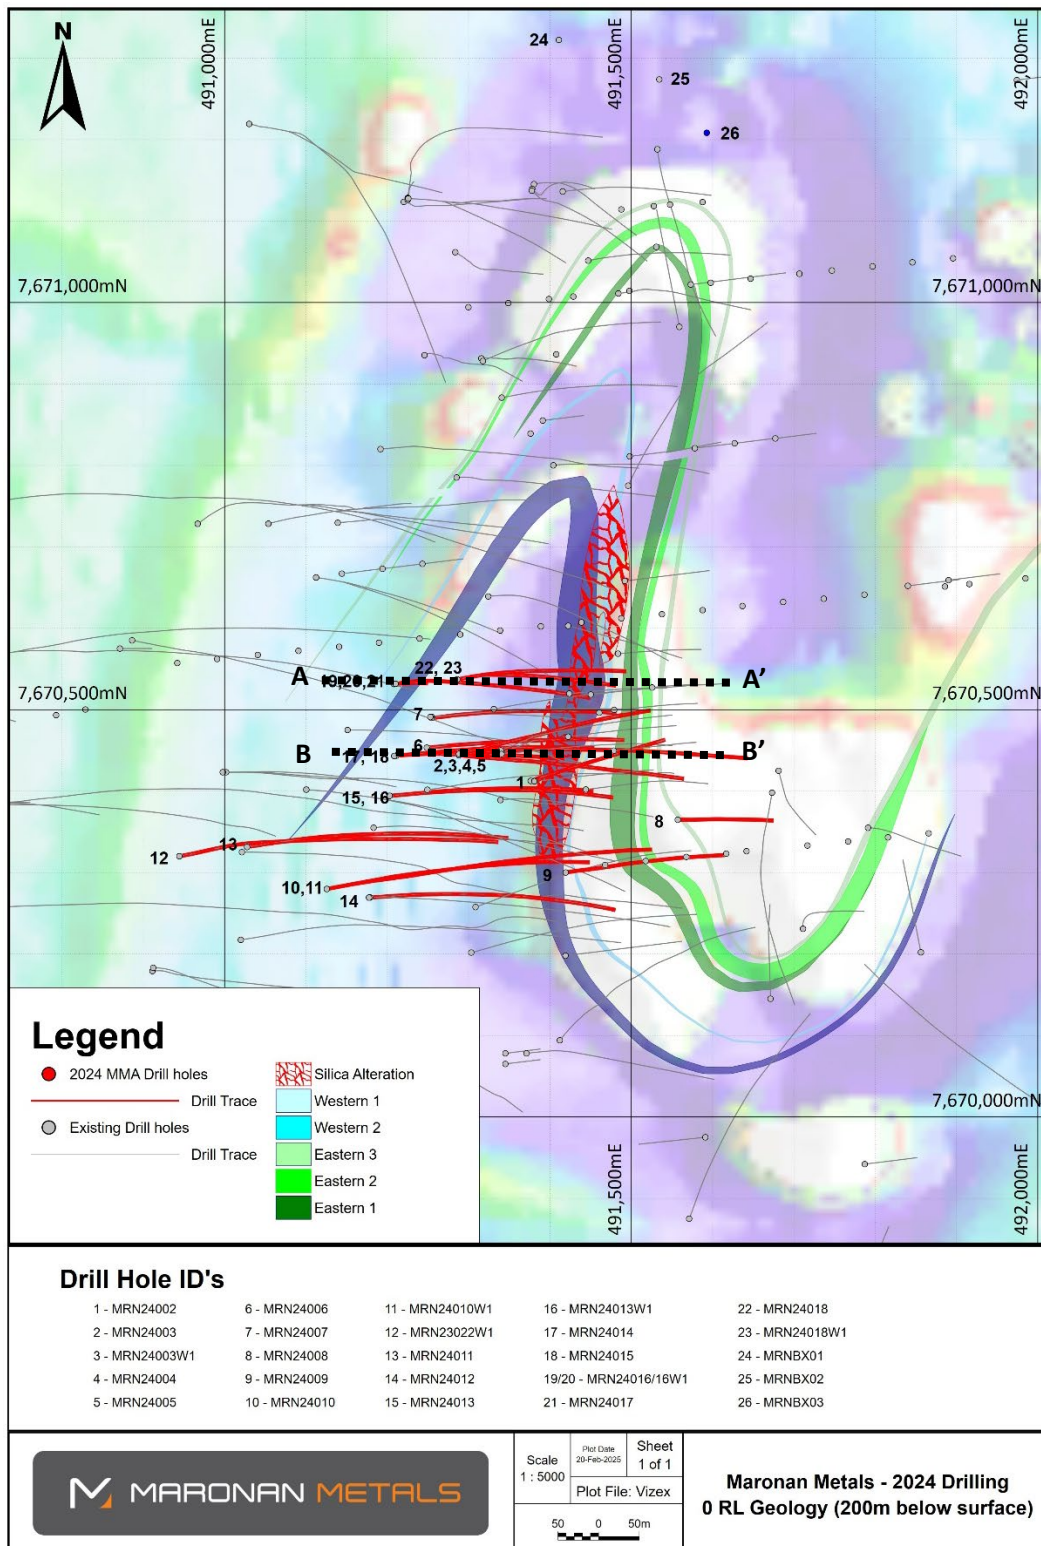 N
491,000mE
491,500mE
492,000mE
24
25
26
7,671,000mN
7,671,000mN
A
22, 23
19,20,21
A’
7,670,500mN
7,670,500mN
7
6
B
17, 18
2,3,4,5
B’
1
15, 16
8
12
13
9
10,11
14
7,670,000mN
491,500mE
492,000mE
Legend
2024 MMA Drill holes
Drill Trace
Existing Drill holes
Drill Trace
Silica Alteration
Western 1
Western 2
Eastern 3
Eastern 2
Eastern 1
Drill Hole ID's
1 - MRN24002
2 - MRN24003
3 - MRN24003W1
4 - MRN24004
5 - MRN24005
6 - MRN24006
7 - MRN24007
8 - MRN24008
9 - MRN24009
10 - MRN24010
11 - MRN24010W1
12 - MRN23022W1
13 - MRN24011
14 - MRN24012
15 - MRN24013
16 - MRN24013W1
17 - MRN24014
18 - MRN24015
19/20 - MRN24016/16W1
21 - MRN24017
22 - MRN24018
23 - MRN24018W1
24 - MRNBX01
25 - MRNBX02
26 - MRNBX03
MARONAN METALS
Scale
1 : 5000
Plot Date
20-Feb-2025
Sheet
1 of 1
Plot File: Vizex
50 0 50m
Maronan Metals - 2024 Drilling
0 RL Geology (200m below surface)